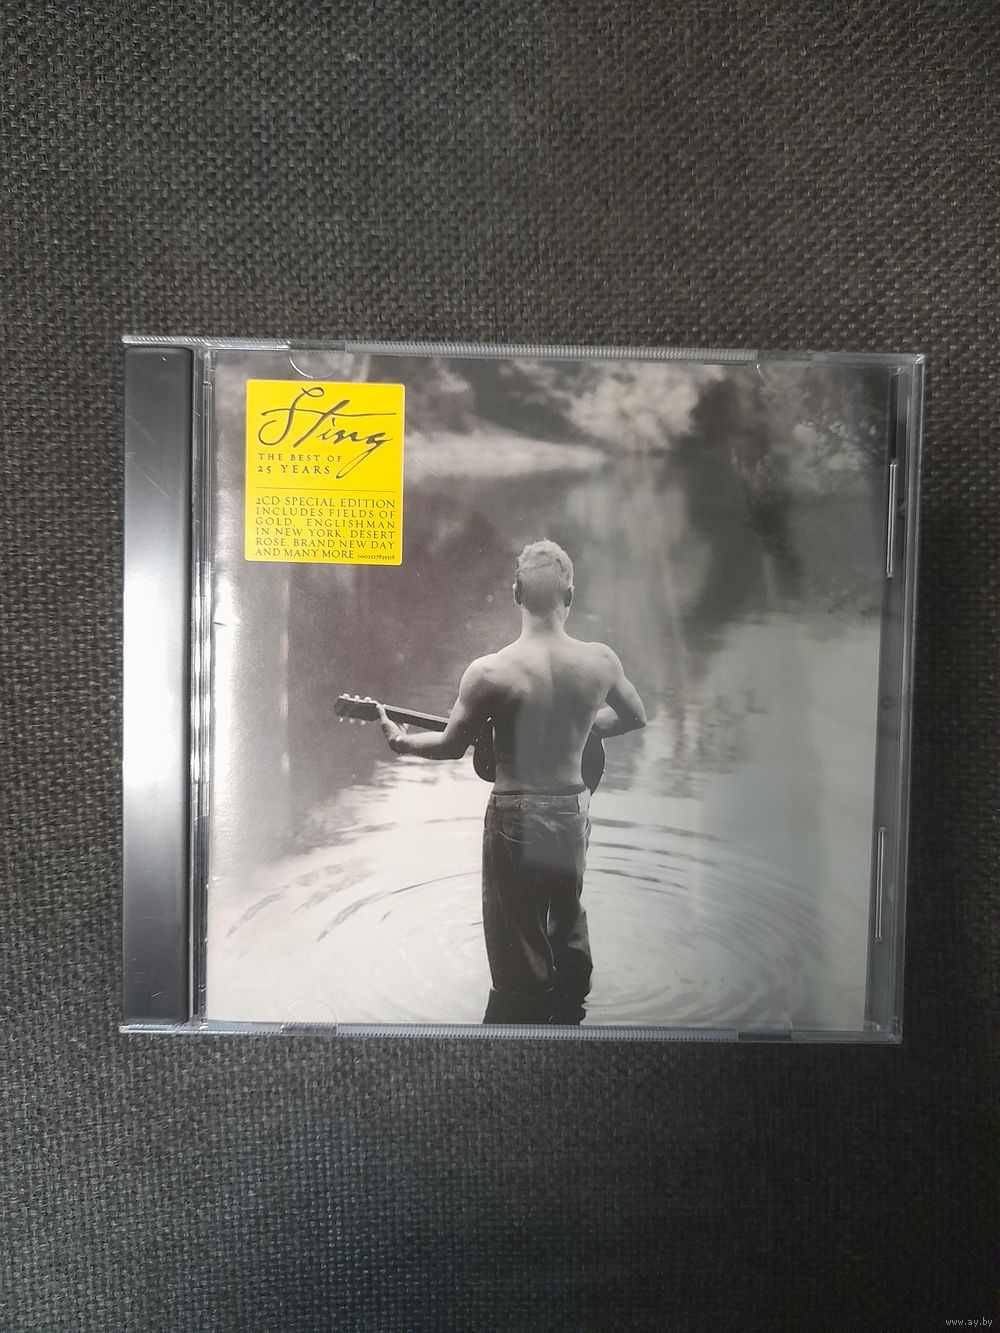 Sting
THE BEST OF
25 YEARS
2CD SPECIAL EDITION
INCLUDES FIELDS OF
GOLD, ENGLISHMAN
IN NEW YORK, DESERT
ROSE, BRAND NEW DAY
AND MANY MORE
www.ay.by